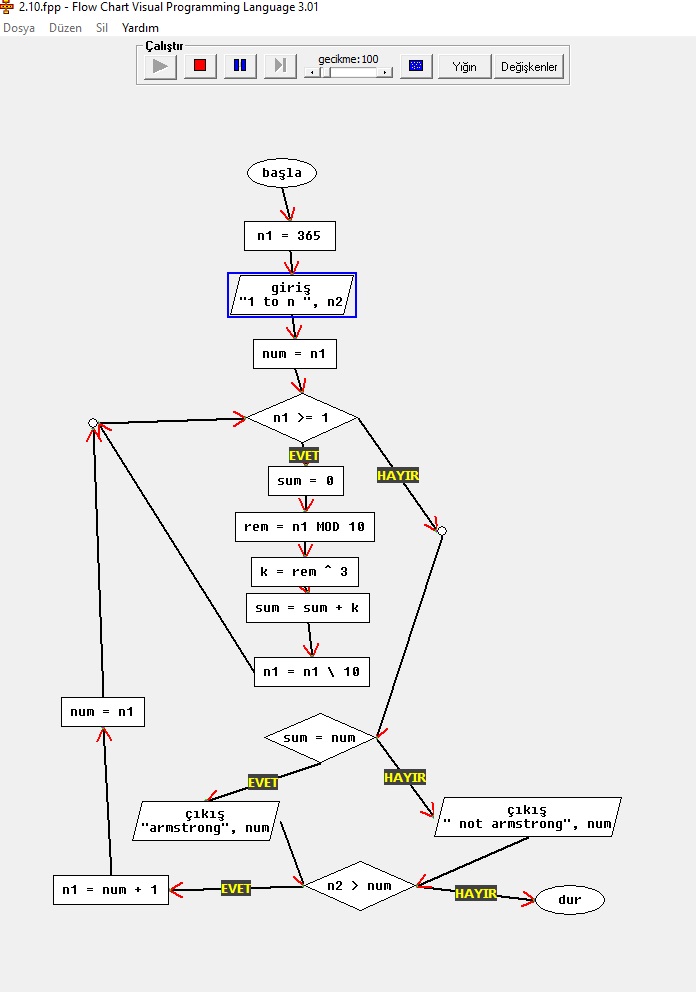 2.10.fpp - Flow Chart Visual Programming Language 3.01
Dosya Düzen Sil Yardım
Çalıştır
gecikme:100
Yığın
Değişkenler
başla
n1 = 365
giriş
"1 to n ", n2
num = n1
n1 >= 1
EVET
HAYIR
sum = 0
rem = n1 MOD 10
k = rem ^ 3
sum = sum + k
n1 = n1 \ 10
num = n1
sum = num
EVET
HAYIR
çıkış
"armstrong", num
çıkış
" not armstrong", num
n1 = num + 1
EVET
n2 > num
HAYIR
dur